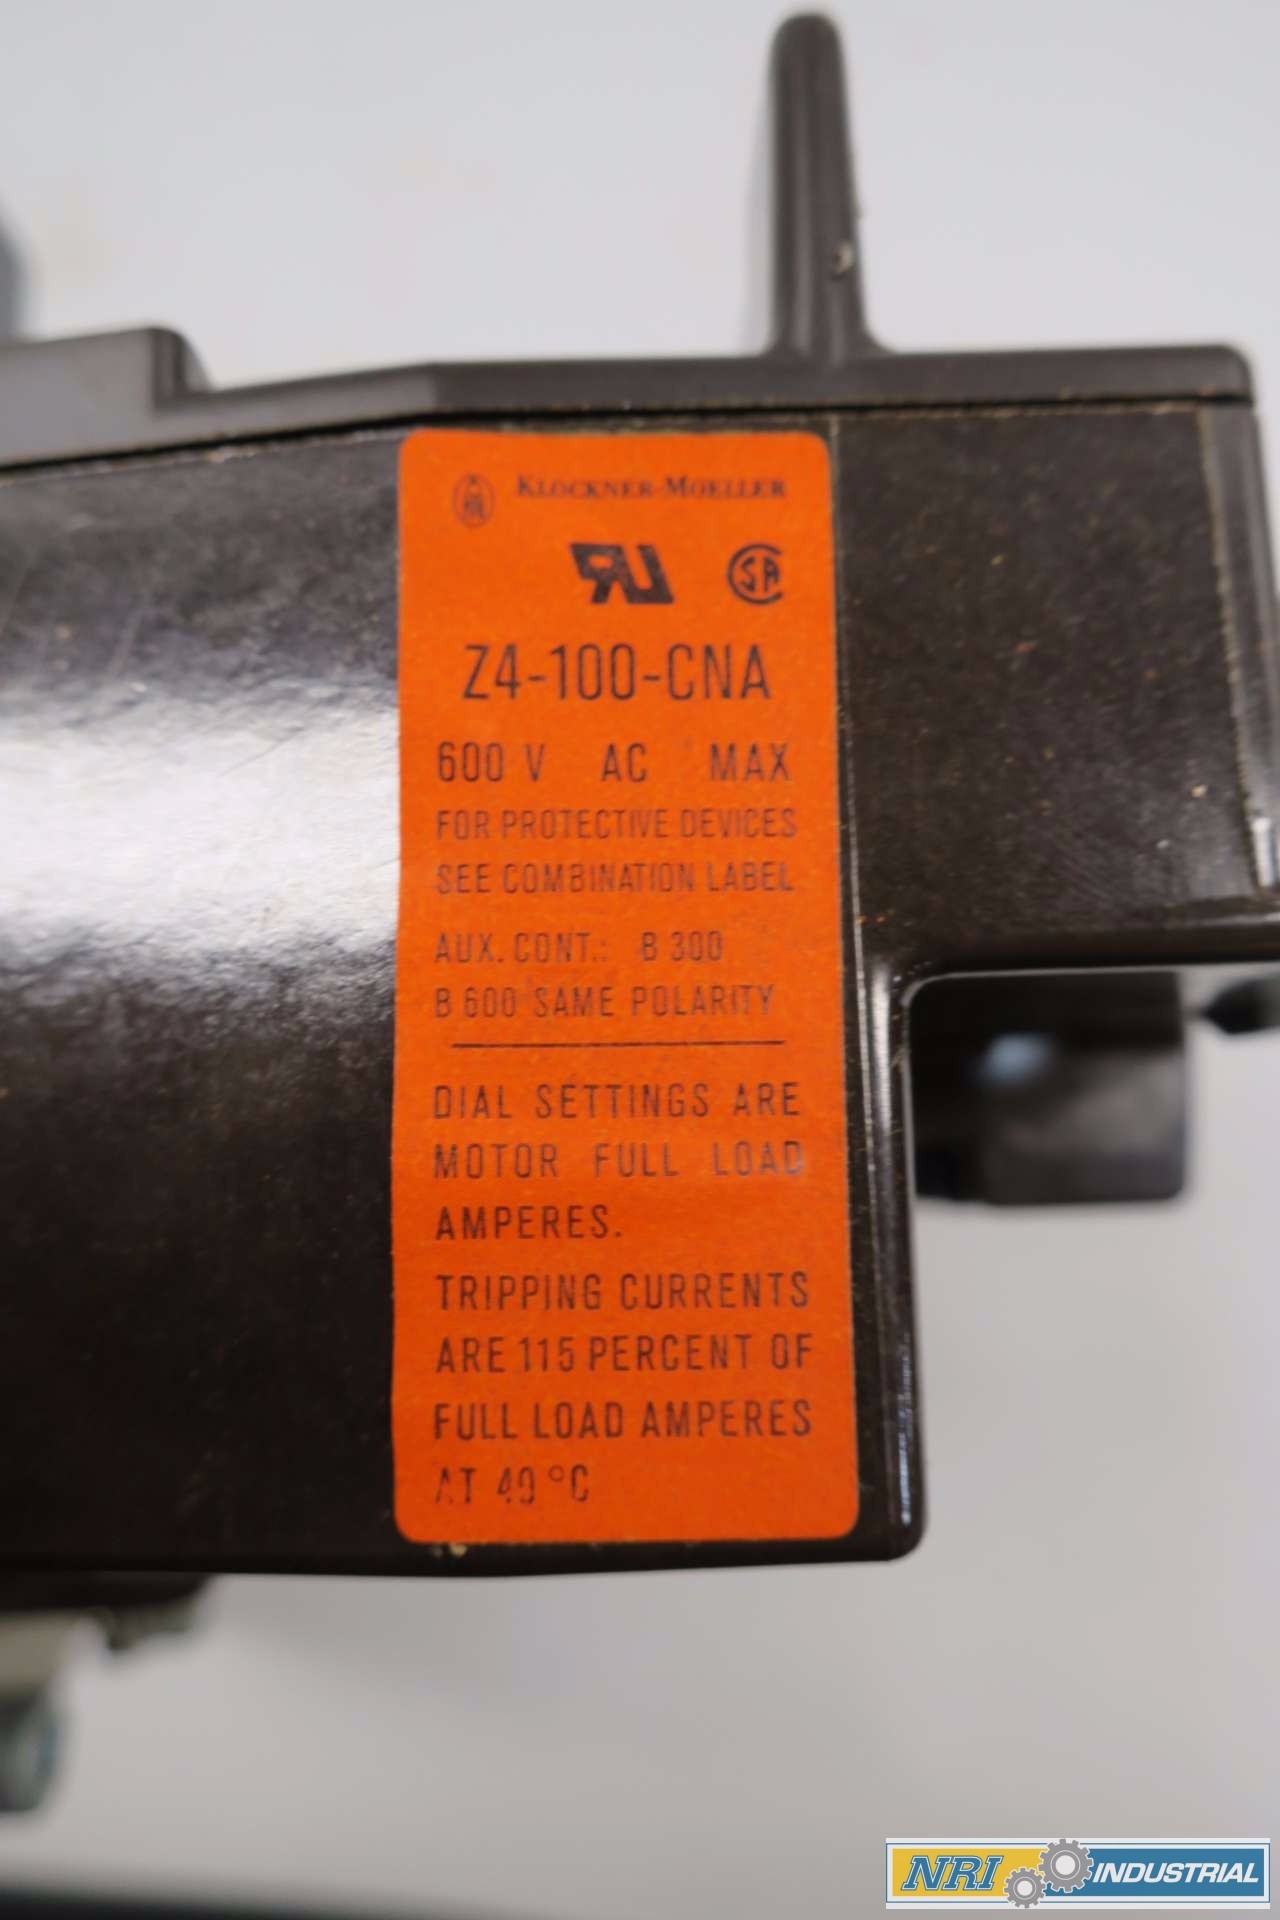 KLOCKNER-MOELLER
Z4-100-CNA
600 V AC MAX
FOR PROTECTIVE DEVICES
SEE COMBINATION LABEL
AUX. CONT.: B 300
B 600 SAME POLARITY
DIAL SETTINGS ARE
MOTOR FULL LOAD
AMPERES.
TRIPPING CURRENTS
ARE 115 PERCENT OF
FULL LOAD AMPERES
AT 40 °C
NRI INDUSTRIAL